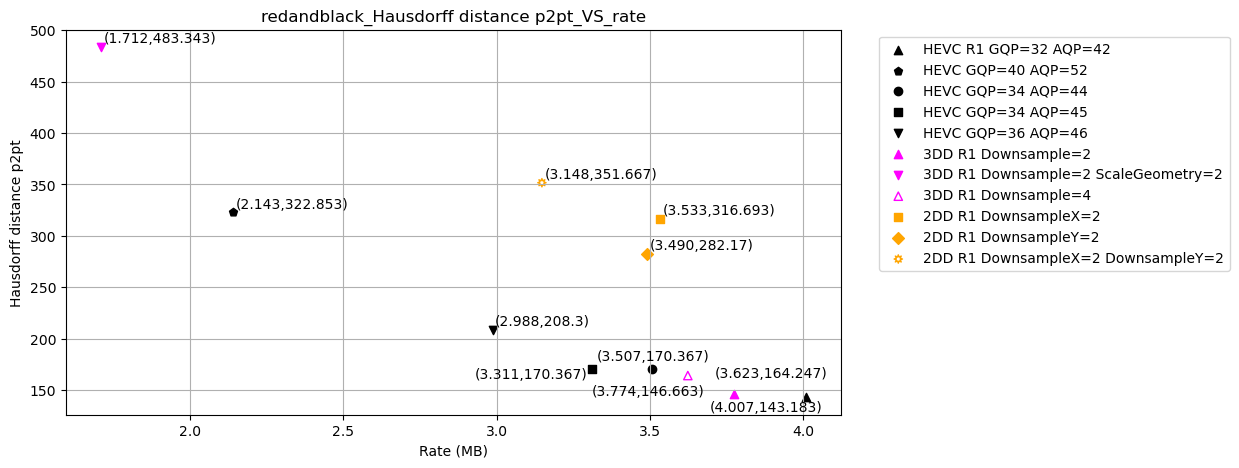 redandblack_Hausdorff distance p2pt_VS_rate
Hausdorff distance p2pt
500
450
400
350
300
250
200
150
(1.712,483.343)
(3.148,351.667)
(2.143,322.853)
(3.533,316.693)
(3.490,282.17)
(2.988,208.3)
(3.507,170.367)
(3.311,170.367)
(3.623,164.247)
(3.774,146.663)
(4.007,143.183)
2.0
2.5
3.0
3.5
4.0
Rate (MB)
HEVC R1 GQP=32 AQP=42
HEVC GQP=40 AQP=52
HEVC GQP=34 AQP=44
HEVC GQP=34 AQP=45
HEVC GQP=36 AQP=46
3DD R1 Downsample=2
3DD R1 Downsample=2 ScaleGeometry=2
3DD R1 Downsample=4
2DD R1 DownsampleX=2
2DD R1 DownsampleY=2
2DD R1 DownsampleX=2 DownsampleY=2